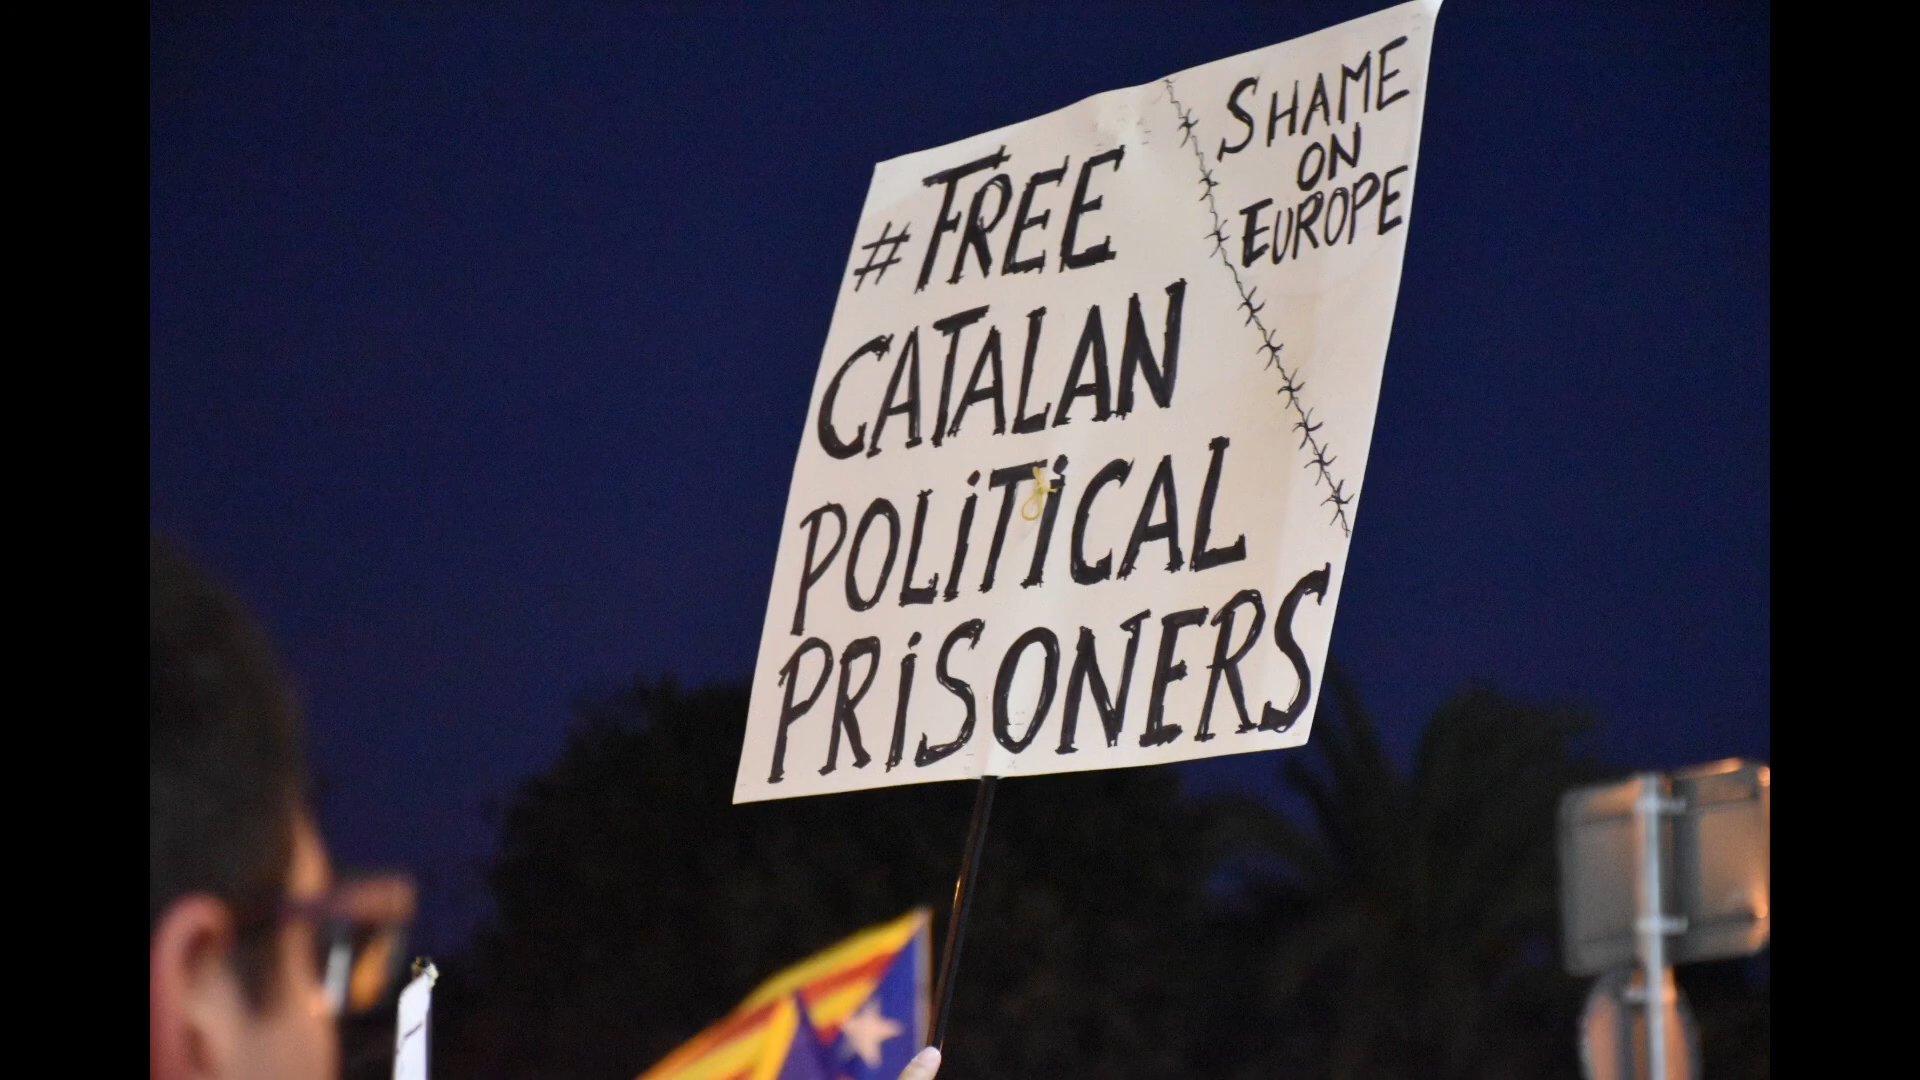 #FREE
CATALAN
POLiTiCAL
PRiSONERS
SHAME
ON
EUROPE